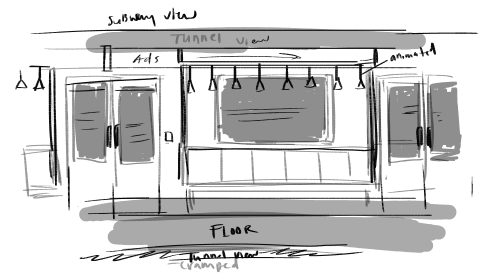 Subway view
Tunnel view
Ads
animated
FLOOR
Tunnel view
cramped